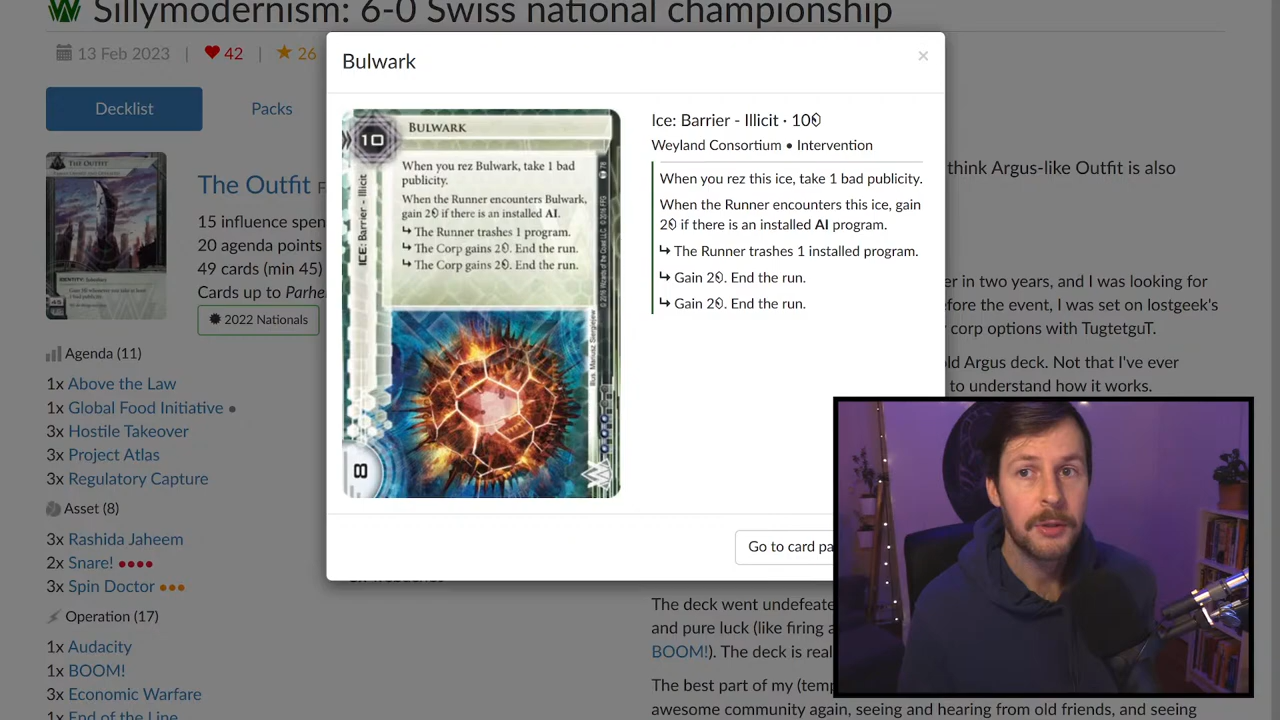 Sillymodernism: 6-0 Swiss national championship
13 Feb 2023 | 42 | 26
Decklist
Packs
THE OUTFIT
The Outfit
15 influence spen
20 agenda points
49 cards (min 45)
Cards up to Parhe
2022 Nationals
Agenda (11)
1x Above the Law
1x Global Food Initiative ●
3x Hostile Takeover
3x Project Atlas
3x Regulatory Capture
Asset (8)
3x Rashida Jaheem
2x Snare! ●●●●
3x Spin Doctor ●●●
Operation (17)
1x Audacity
1x BOOM!
3x Economic Warfare
1x End of the Line
Bulwark
×
10
BULWARK
ICE: Barrier - Illicit
When you rez Bulwark, take 1 bad
publicity.
When the Runner encounters Bulwark,
gain 2 if there is an installed AI.
↳ The Runner trashes 1 program.
↳ The Corp gains 2. End the run.
↳ The Corp gains 2. End the run.
8
Ice: Barrier - Illicit · 10
Weyland Consortium • Intervention
When you rez this ice, take 1 bad publicity.
When the Runner encounters this ice, gain
2 if there is an installed AI program.
↳ The Runner trashes 1 installed program.
↳ Gain 2. End the run.
↳ Gain 2. End the run.
Go to card pa
think Argus-like Outfit is also
er in two years, and I was looking for
efore the event, I was set on lostgeek's
corp options with TugtetguT.
old Argus deck. Not that I've ever
to understand how it works.
The deck went undefeate
and pure luck (like firing a
BOOM!). The deck is real
The best part of my (temp
awesome community again, seeing and hearing from old friends, and seeing